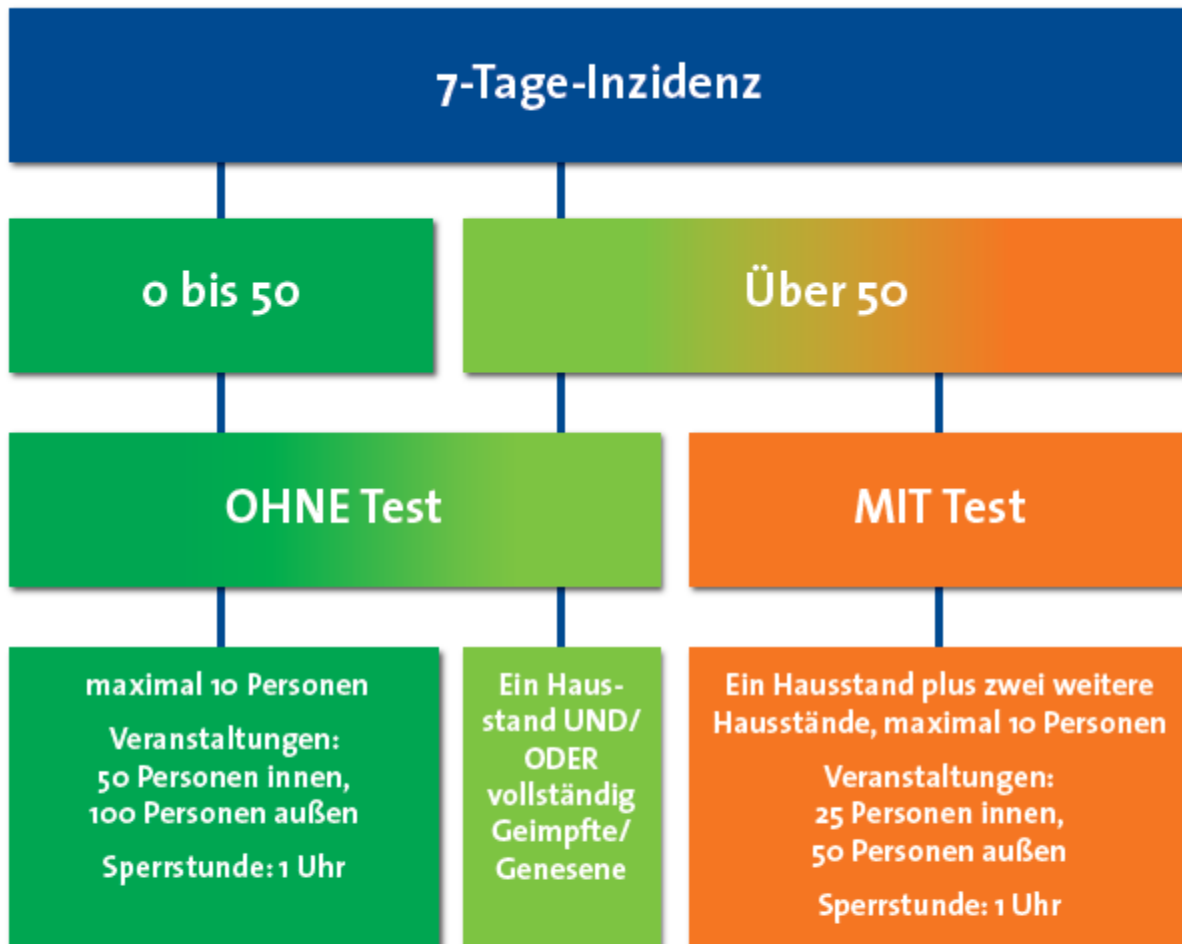 7-Tage-Inzidenz
0 bis 50
Über 50
OHNE Test
MIT Test
maximal 10 Personen
Veranstaltungen:
50 Personen innen,
100 Personen außen
Sperrstunde: 1 Uhr
Ein Haus-
stand UND/
ODER
vollständig
Geimpfte/
Genesene
Ein Hausstand plus zwei weitere
Hausstände, maximal 10 Personen
Veranstaltungen:
25 Personen innen,
50 Personen außen
Sperrstunde: 1 Uhr